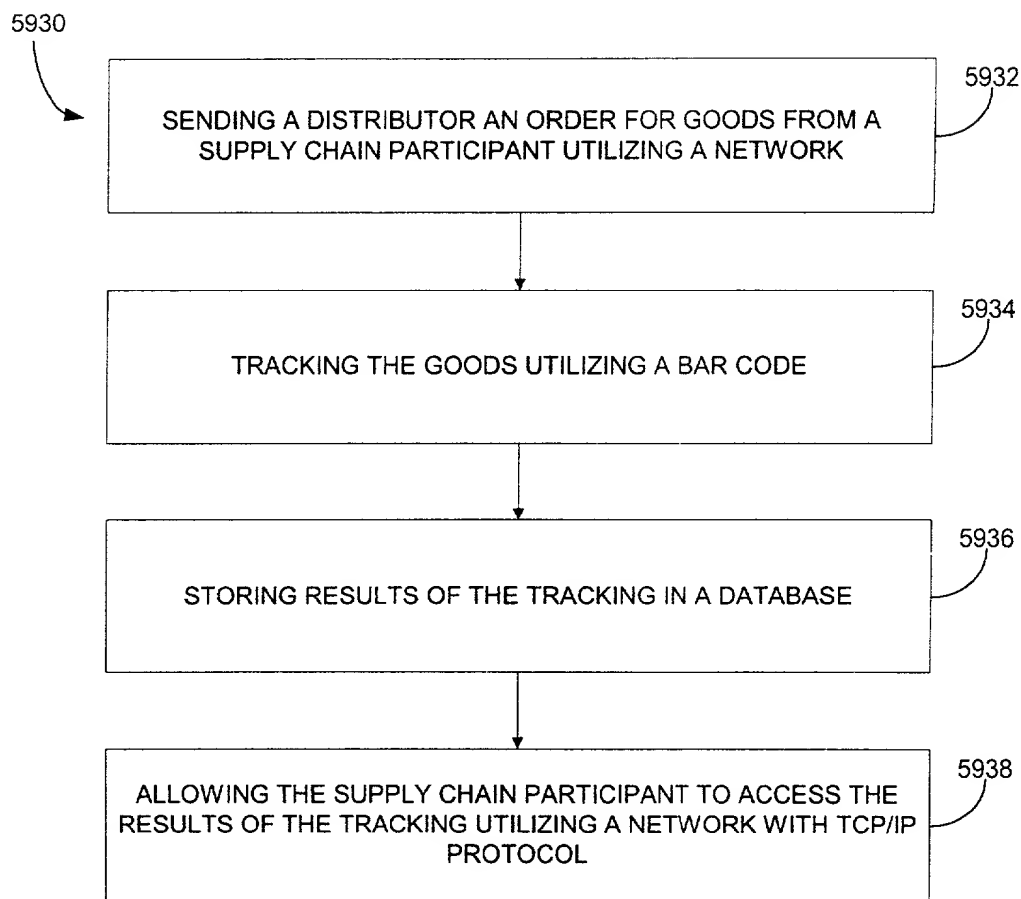 5930
5932
SENDING A DISTRIBUTOR AN ORDER FOR GOODS FROM A
SUPPLY CHAIN PARTICIPANT UTILIZING A NETWORK
5934
TRACKING THE GOODS UTILIZING A BAR CODE
5936
STORING RESULTS OF THE TRACKING IN A DATABASE
5938
ALLOWING THE SUPPLY CHAIN PARTICIPANT TO ACCESS THE
RESULTS OF THE TRACKING UTILIZING A NETWORK WITH TCP/IP
PROTOCOL